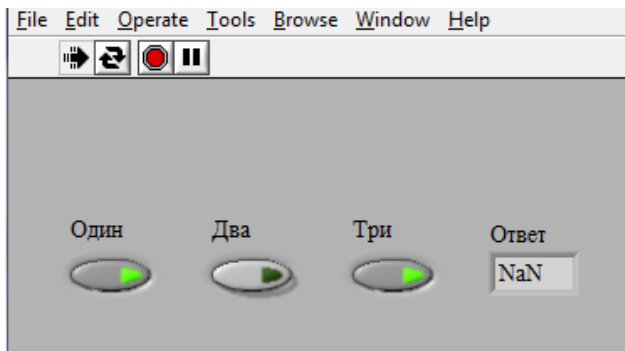 File Edit Operate Tools Browse Window Help
Один Два Три Ответ
NaN